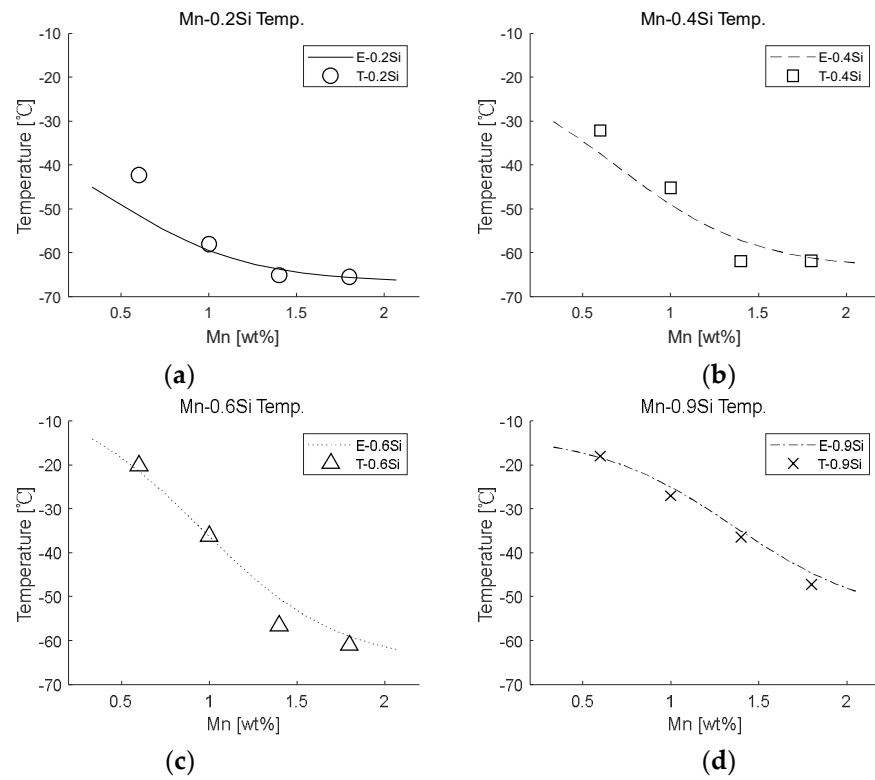 Mn-0.2Si Temp.
-10
-20
-30
-40
-50
-60
-70
0.5
1
1.5
2
Temperature [℃]
Mn [wt%]
E-0.2Si
T-0.2Si
(a)
Mn-0.4Si Temp.
-10
-20
-30
-40
-50
-60
-70
0.5
1
1.5
2
Temperature [℃]
Mn [wt%]
E-0.4Si
T-0.4Si
(b)
Mn-0.6Si Temp.
-10
-20
-30
-40
-50
-60
-70
0.5
1
1.5
2
Temperature [℃]
Mn [wt%]
E-0.6Si
T-0.6Si
(c)
Mn-0.9Si Temp.
-10
-20
-30
-40
-50
-60
-70
0.5
1
1.5
2
Temperature [℃]
Mn [wt%]
E-0.9Si
T-0.9Si
(d)